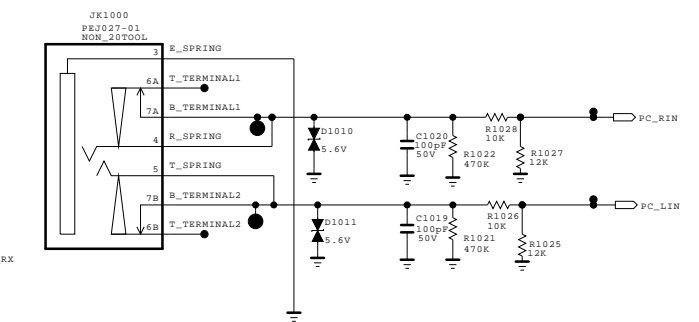 JK1000
PEJ027-01
NON_20TOOL
3 E_SPRING
6A T_TERMINAL1
7A B_TERMINAL1
PC_RIN
4 R_SPRING
D1010
5.6V
C1020
100pF
50V
R1022
470K
R1028
10K
R1027
12K
5 T_SPRING
7B B_TERMINAL2
PC_LIN
6B T_TERMINAL2
D1011
5.6V
C1019
100pF
50V
R1021
470K
R1026
10K
R1025
12K
RX